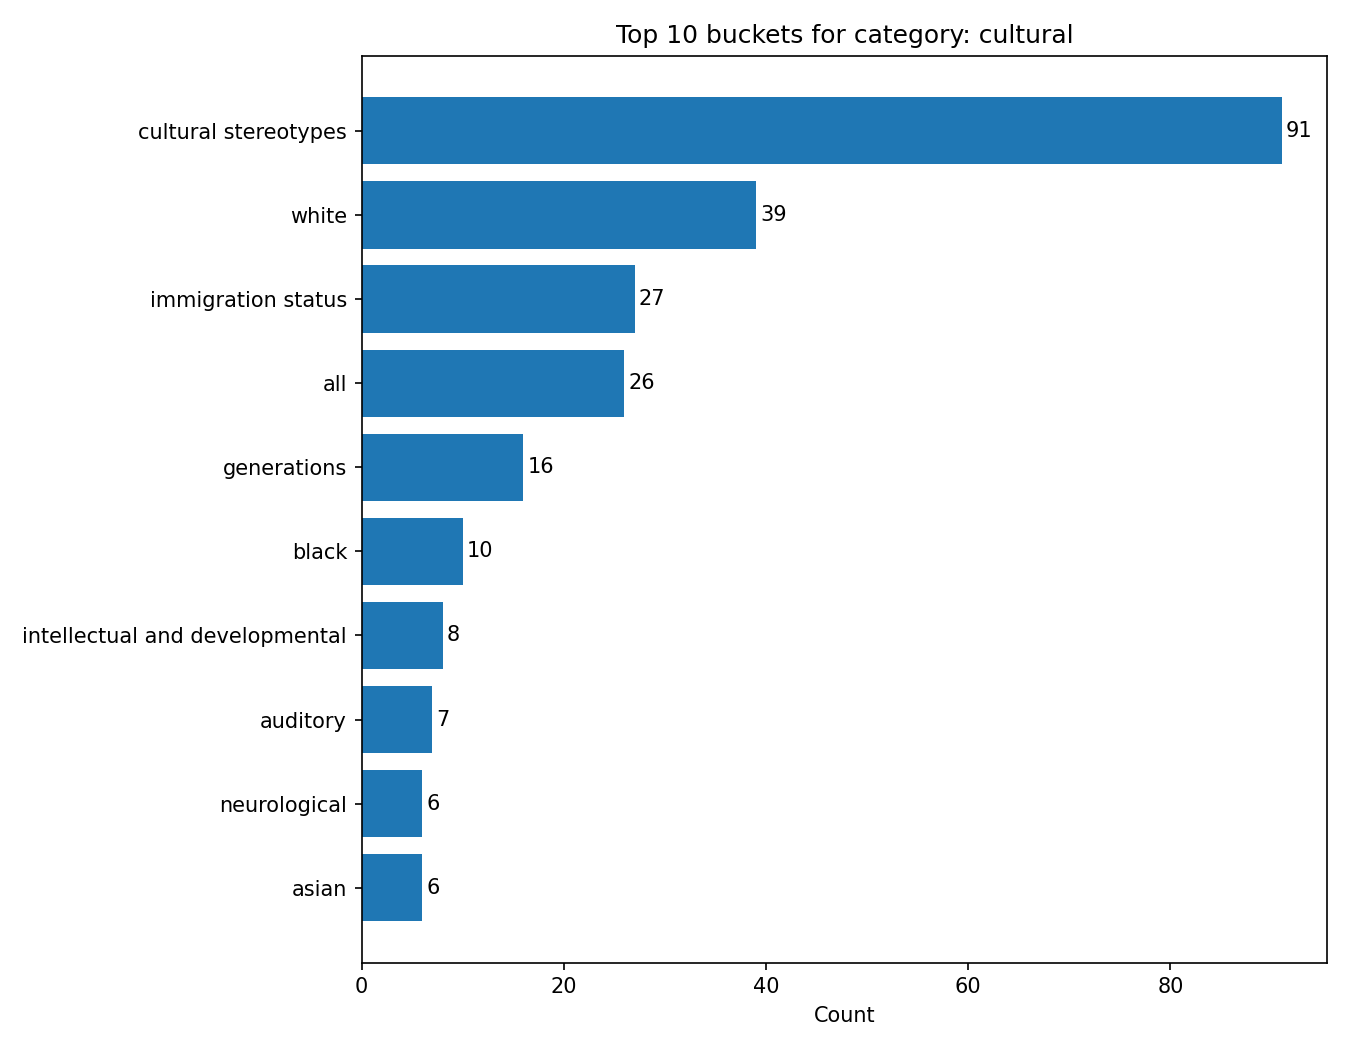 Top 10 buckets for category: cultural
cultural stereotypes 91
white 39
immigration status 27
all 26
generations 16
black 10
intellectual and developmental 8
auditory 7
neurological 6
asian 6
0 20 40 60 80
Count